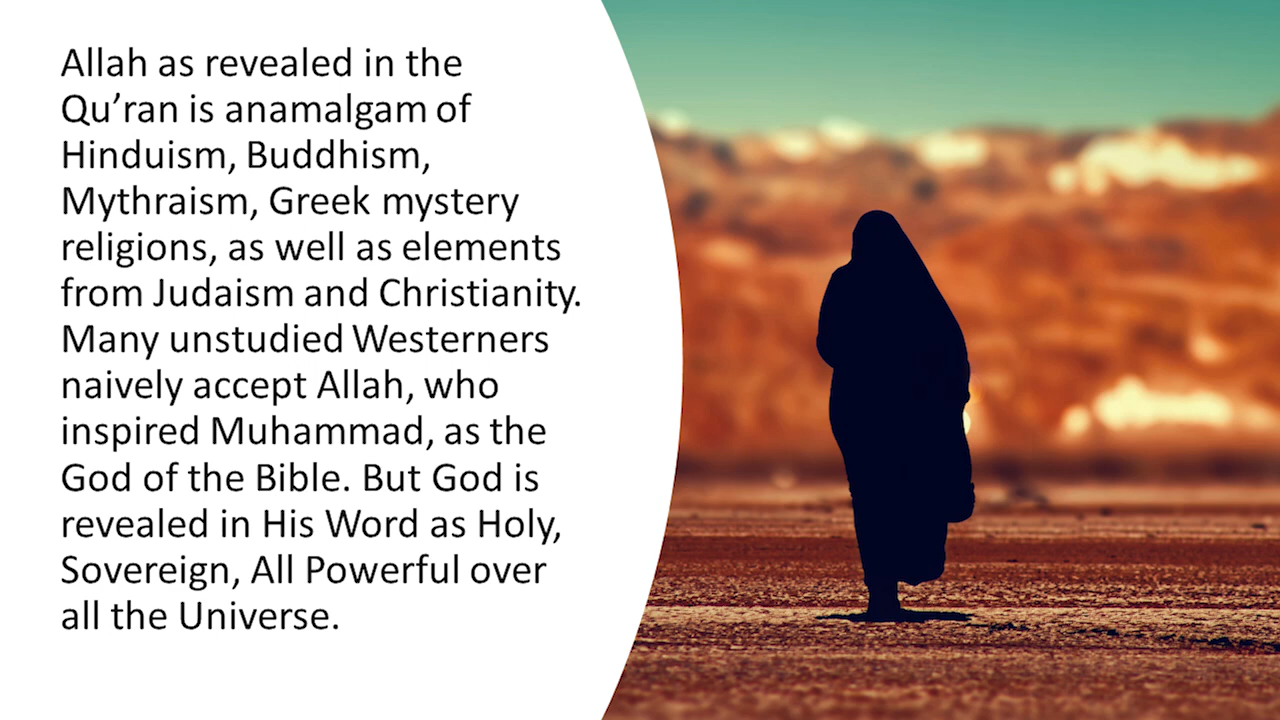 Allah as revealed in the
Qu’ran is anamalgam of
Hinduism, Buddhism,
Mythraism, Greek mystery
religions, as well as elements
from Judaism and Christianity.
Many unstudied Westerners
naively accept Allah, who
inspired Muhammad, as the
God of the Bible. But God is
revealed in His Word as Holy,
Sovereign, All Powerful over
all the Universe.